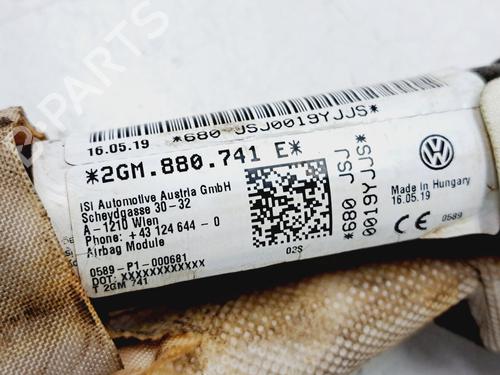 16.05.19
*680 JSJ0019YJJS*
*2GM.880.741 E*
iSi Automotive Austria GmbH
Scheydgasse 30-32
A-1210 Wien
Phone: +43 124 644-0
Airbag Module
0589-P1-000681
DOT: XXXXXXXXXXXX
T 2GM 741
02S
*680 JSJ
0019YJJS*
Made in Hungary
16.05.19
CE 0589